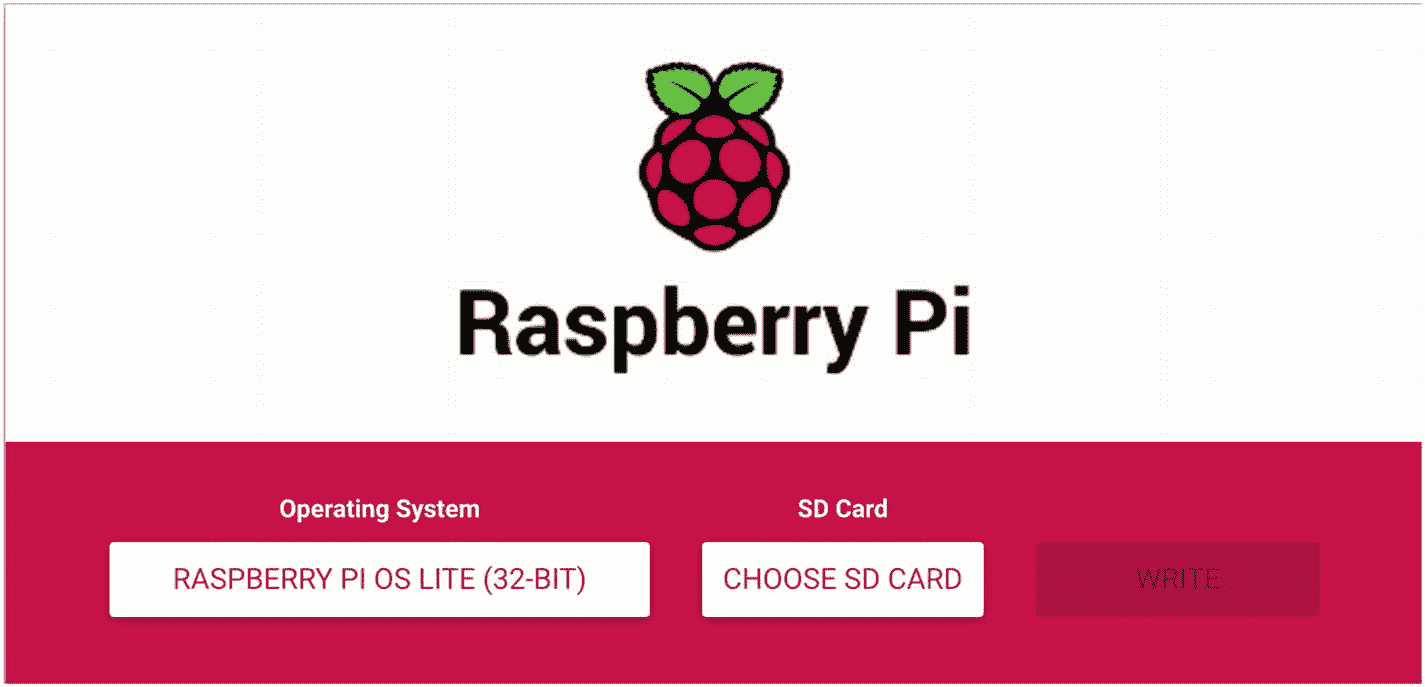 Raspberry Pi
Operating System
SD Card
RASPBERRY PI OS LITE (32-BIT)
CHOOSE SD CARD
WRITE